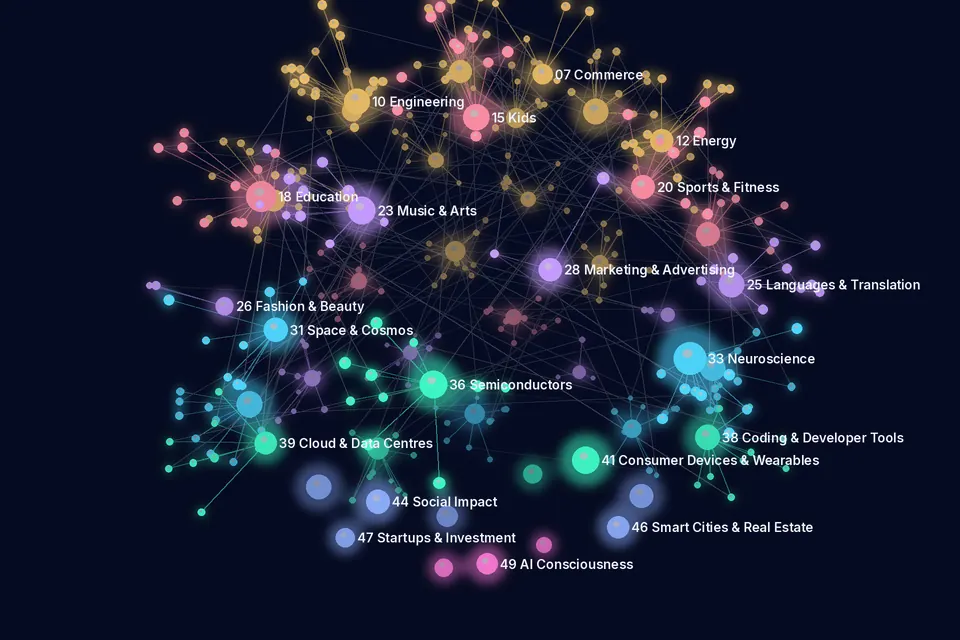 07 Commerce
10 Engineering
15 Kids
12 Energy
20 Sports & Fitness
18 Education
23 Music & Arts
28 Marketing & Advertising
25 Languages & Translation
26 Fashion & Beauty
31 Space & Cosmos
33 Neuroscience
36 Semiconductors
38 Coding & Developer Tools
39 Cloud & Data Centres
41 Consumer Devices & Wearables
44 Social Impact
46 Smart Cities & Real Estate
47 Startups & Investment
49 AI Consciousness